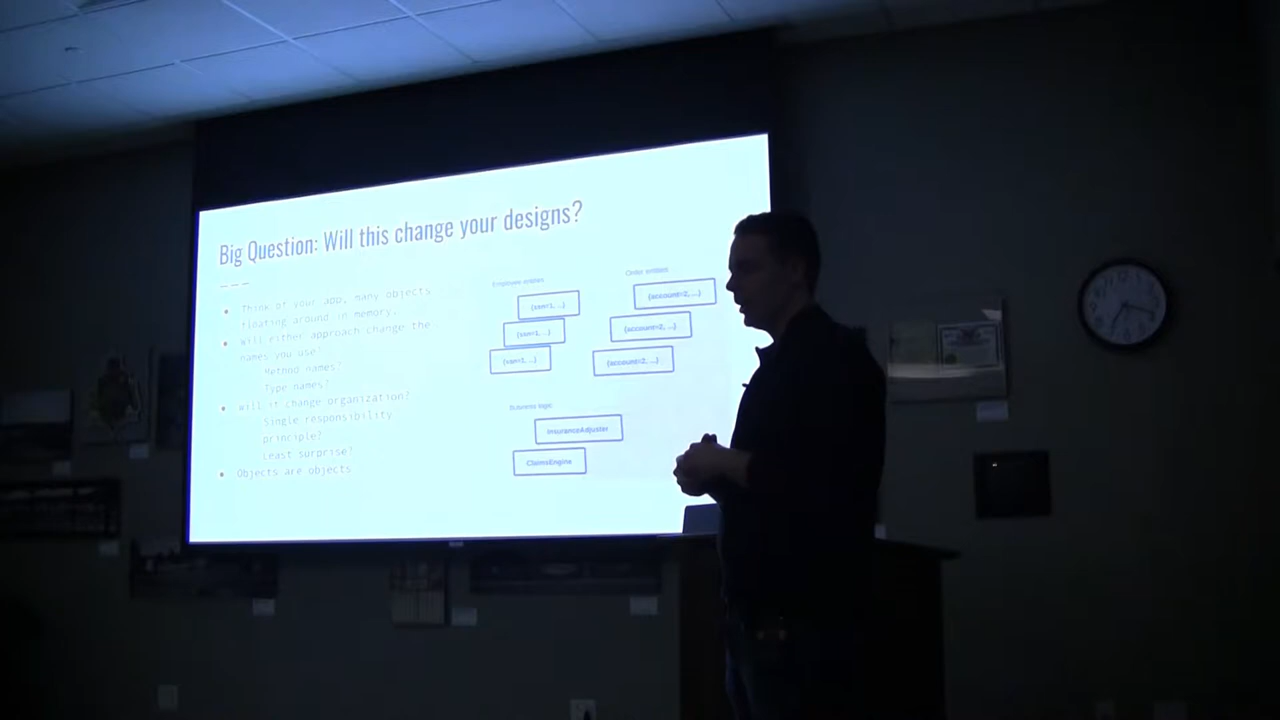 Big Question: Will this change your designs?
Think of your app, many objects
floating around in memory.
Will either approach change the
names you use?
Method names?
Type names?
Will it change organization?
Single responsibility
principle?
Least surprise?
Objects are objects
Employee entities
{ssn=1, ...}
{ssn=1, ...}
{ssn=1, ...}
Order entities
{account=2, ...}
{account=2, ...}
{account=2, ...}
Business logic
InsuranceAdjuster
ClaimsEngine